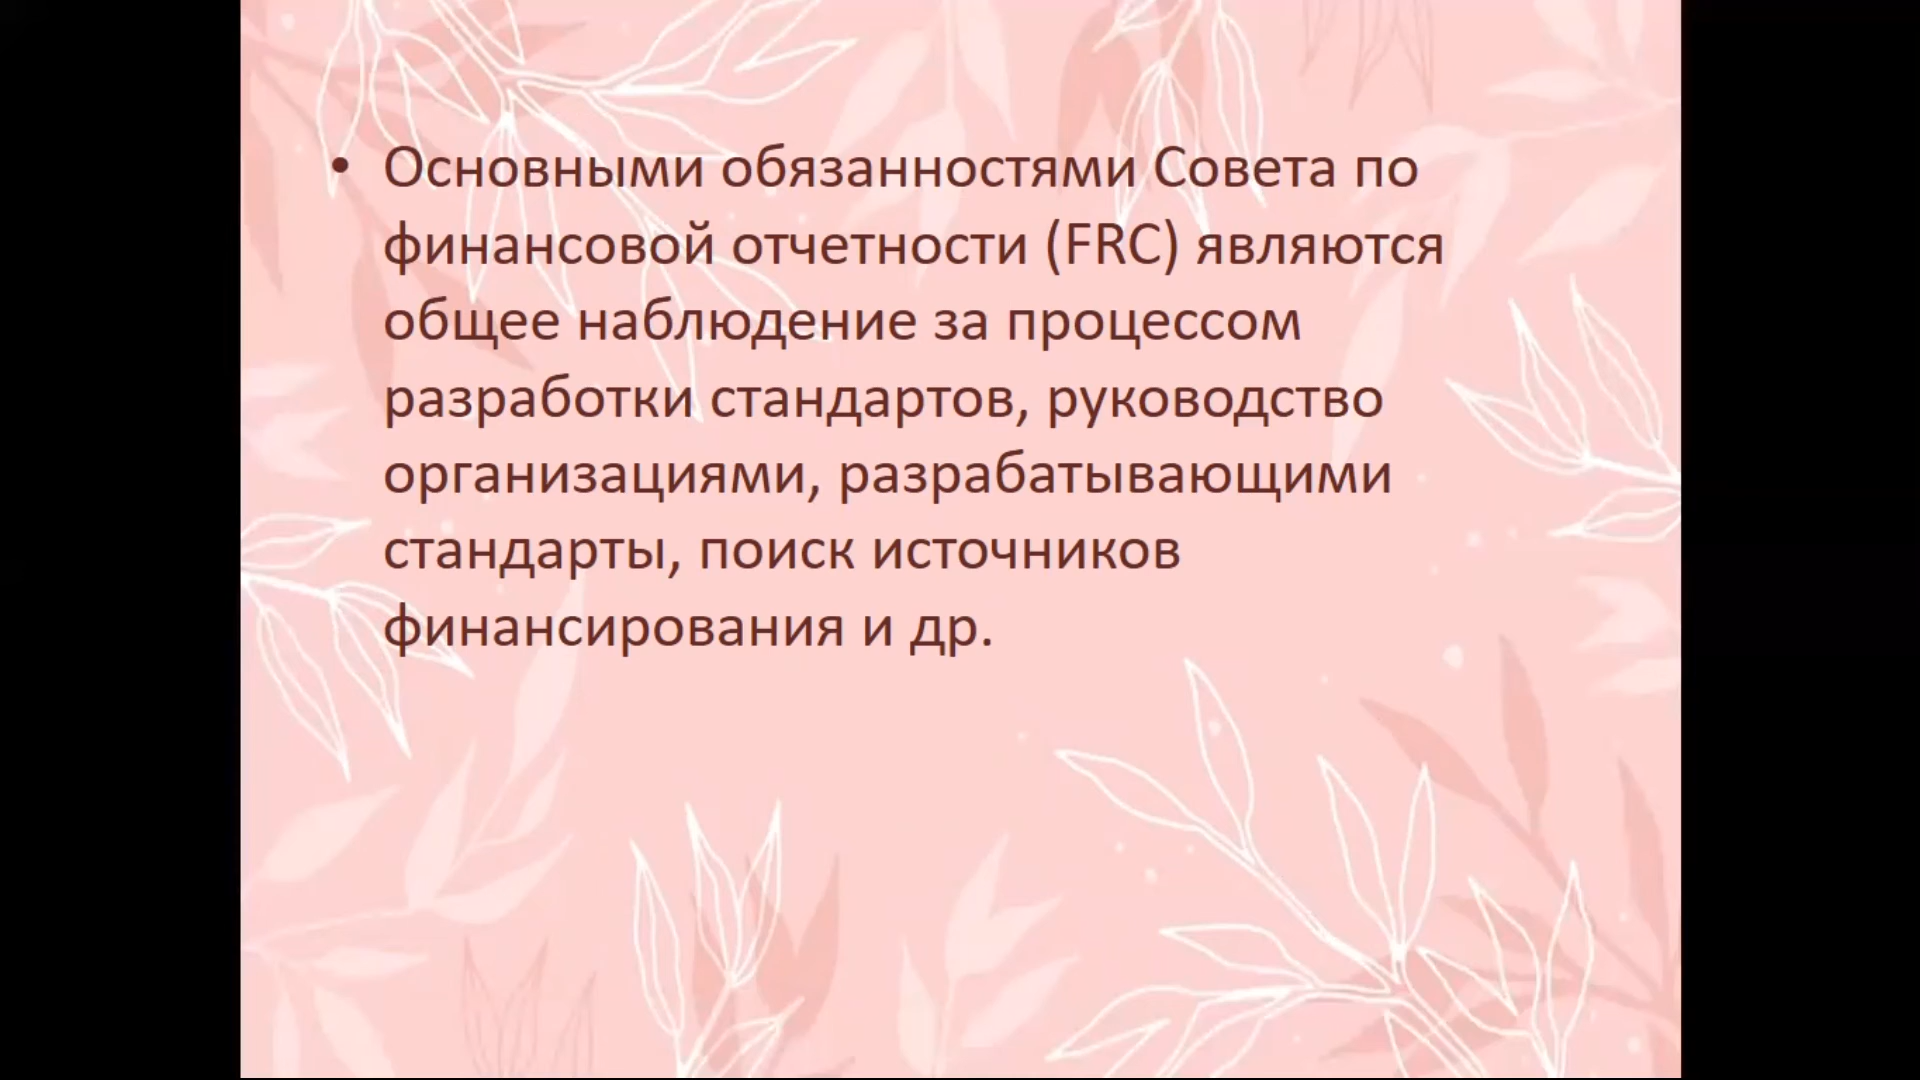 • Основными обязанностями Совета по
финансовой отчетности (FRC) являются
общее наблюдение за процессом
разработки стандартов, руководство
организациями, разрабатывающими
стандарты, поиск источников
финансирования и др.